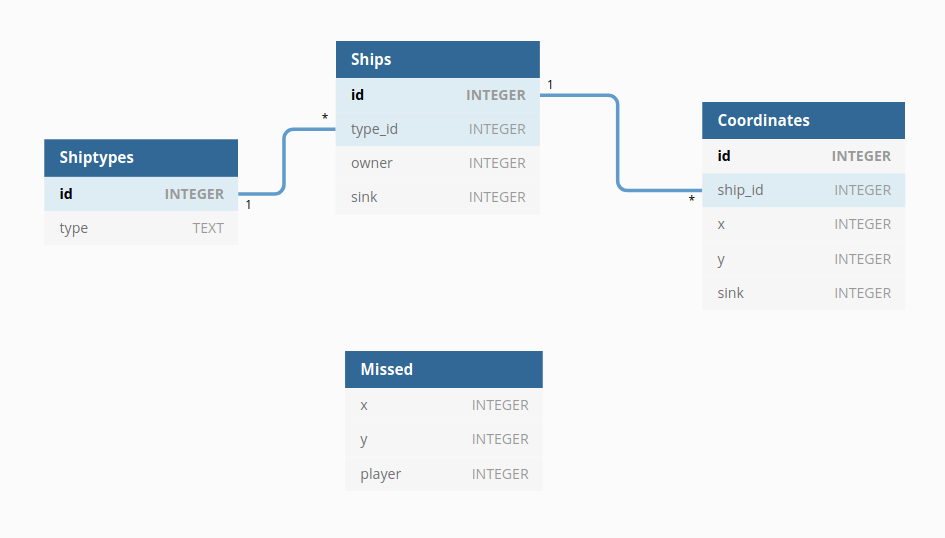 Shiptypes
id INTEGER
type TEXT
Ships
id INTEGER
type_id INTEGER
owner INTEGER
sink INTEGER
Coordinates
id INTEGER
ship_id INTEGER
x INTEGER
y INTEGER
sink INTEGER
Missed
x INTEGER
y INTEGER
player INTEGER
1
*
1
*